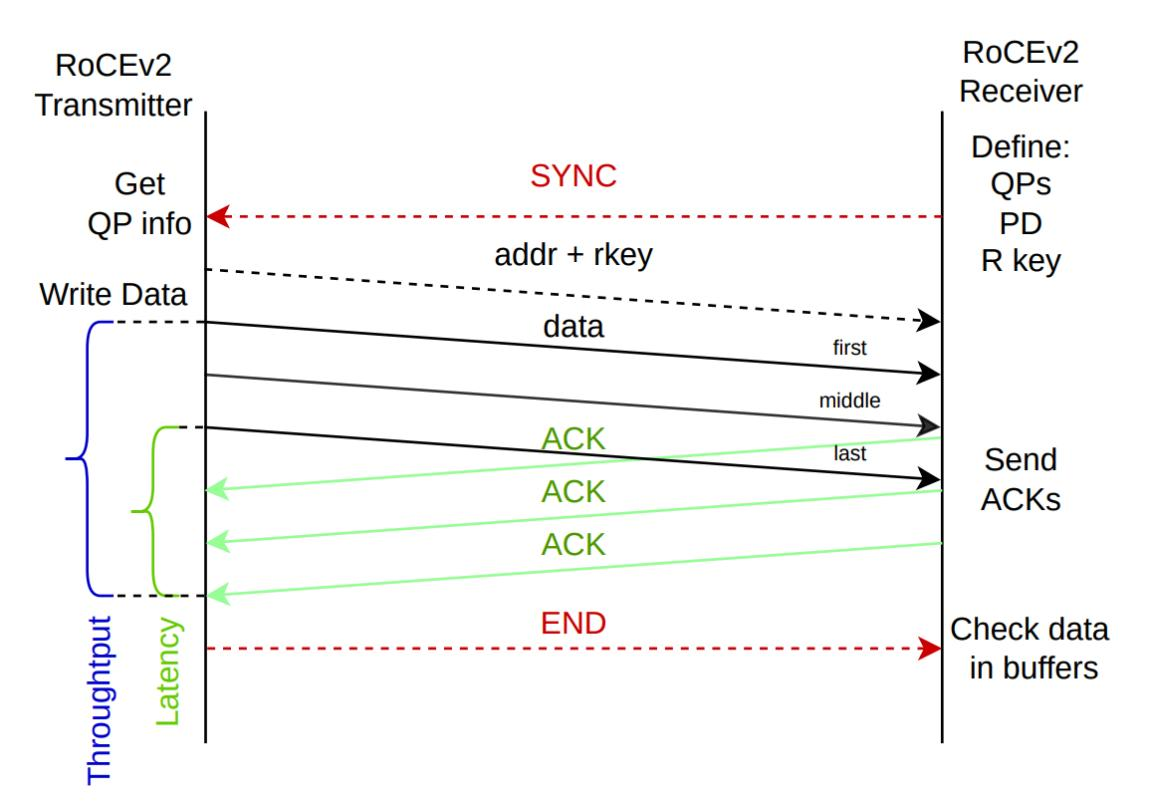 RoCEv2
Transmitter
RoCEv2
Receiver
Define:
QPs
PD
R key
Get
QP info
SYNC
addr + rkey
Write Data
data
first
middle
last
ACK
ACK
ACK
Send
ACKs
END
Check data
in buffers
Throughtput
Latency